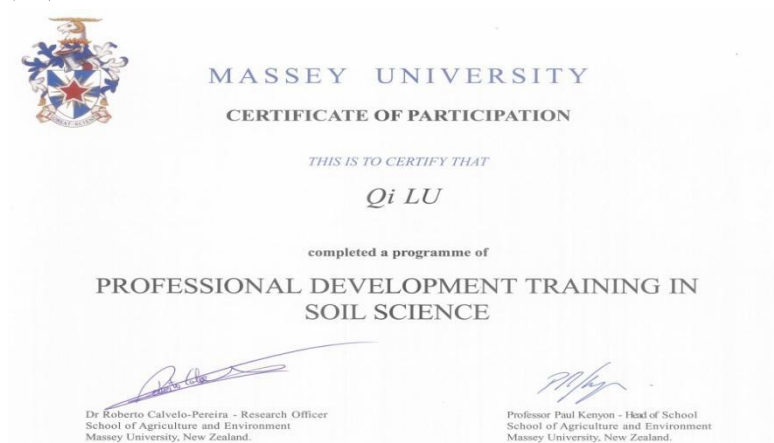 MASSEY UNIVERSITY
CERTIFICATE OF PARTICIPATION
THIS IS TO CERTIFY THAT
Qi LU
completed a programme of
PROFESSIONAL DEVELOPMENT TRAINING IN
SOIL SCIENCE
Dr Roberto Calvelo-Pereira - Research Officer
School of Agriculture and Environment
Massey University, New Zealand.
Professor Paul Kenyon - Head of School
School of Agriculture and Environment
Massey University, New Zealand.